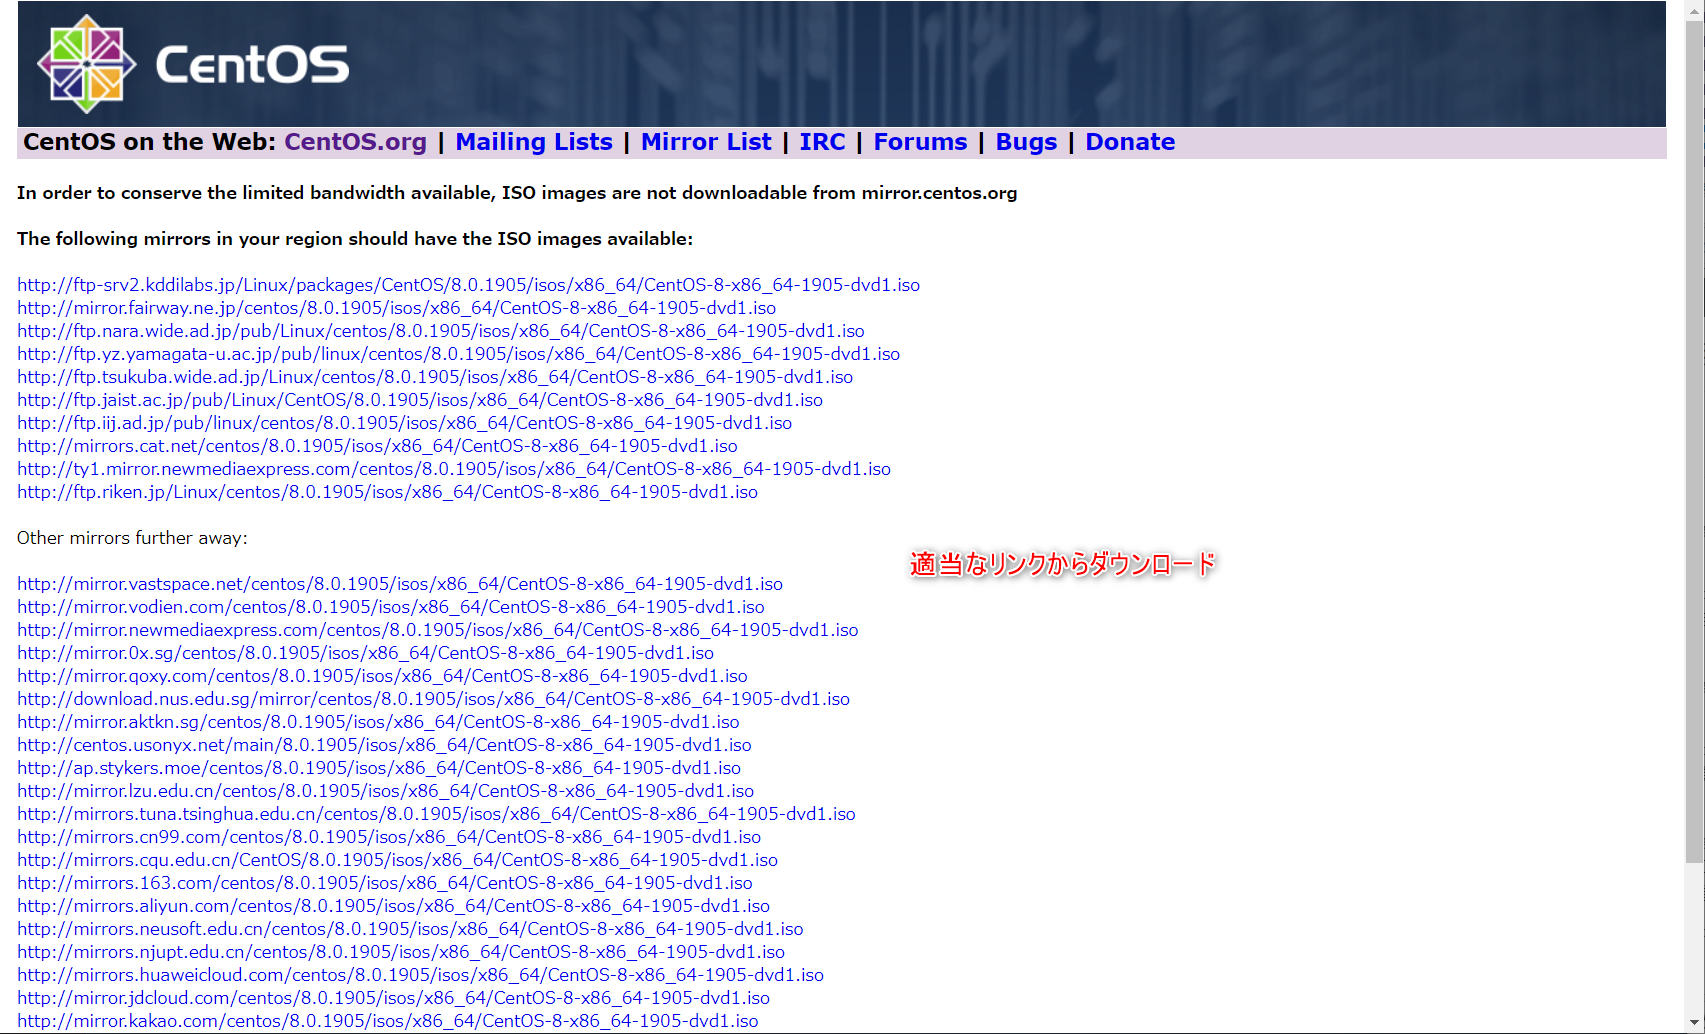 CentOS
CentOS on the Web: CentOS.org | Mailing Lists | Mirror List | IRC | Forums | Bugs | Donate
In order to conserve the limited bandwidth available, ISO images are not downloadable from mirror.centos.org
The following mirrors in your region should have the ISO images available:
http://ftp-srv2.kddilabs.jp/Linux/packages/CentOS/8.0.1905/isos/x86_64/CentOS-8-x86_64-1905-dvd1.iso
http://mirror.fairway.ne.jp/centos/8.0.1905/isos/x86_64/CentOS-8-x86_64-1905-dvd1.iso
http://ftp.nara.wide.ad.jp/pub/Linux/centos/8.0.1905/isos/x86_64/CentOS-8-x86_64-1905-dvd1.iso
http://ftp.yz.yamagata-u.ac.jp/pub/linux/centos/8.0.1905/isos/x86_64/CentOS-8-x86_64-1905-dvd1.iso
http://ftp.tsukuba.wide.ad.jp/Linux/centos/8.0.1905/isos/x86_64/CentOS-8-x86_64-1905-dvd1.iso
http://ftp.jaist.ac.jp/pub/Linux/CentOS/8.0.1905/isos/x86_64/CentOS-8-x86_64-1905-dvd1.iso
http://ftp.iij.ad.jp/pub/linux/centos/8.0.1905/isos/x86_64/CentOS-8-x86_64-1905-dvd1.iso
http://mirrors.cat.net/centos/8.0.1905/isos/x86_64/CentOS-8-x86_64-1905-dvd1.iso
http://ty1.mirror.newmediaexpress.com/centos/8.0.1905/isos/x86_64/CentOS-8-x86_64-1905-dvd1.iso
http://ftp.riken.jp/Linux/centos/8.0.1905/isos/x86_64/CentOS-8-x86_64-1905-dvd1.iso
Other mirrors further away:
適当なリンクからダウンロード
http://mirror.vastspace.net/centos/8.0.1905/isos/x86_64/CentOS-8-x86_64-1905-dvd1.iso
http://mirror.vodien.com/centos/8.0.1905/isos/x86_64/CentOS-8-x86_64-1905-dvd1.iso
http://mirror.newmediaexpress.com/centos/8.0.1905/isos/x86_64/CentOS-8-x86_64-1905-dvd1.iso
http://mirror.0x.sg/centos/8.0.1905/isos/x86_64/CentOS-8-x86_64-1905-dvd1.iso
http://mirror.qoxy.com/centos/8.0.1905/isos/x86_64/CentOS-8-x86_64-1905-dvd1.iso
http://download.nus.edu.sg/mirror/centos/8.0.1905/isos/x86_64/CentOS-8-x86_64-1905-dvd1.iso
http://mirror.aktkn.sg/centos/8.0.1905/isos/x86_64/CentOS-8-x86_64-1905-dvd1.iso
http://centos.usonyx.net/main/8.0.1905/isos/x86_64/CentOS-8-x86_64-1905-dvd1.iso
http://ap.stykers.moe/centos/8.0.1905/isos/x86_64/CentOS-8-x86_64-1905-dvd1.iso
http://mirror.lzu.edu.cn/centos/8.0.1905/isos/x86_64/CentOS-8-x86_64-1905-dvd1.iso
http://mirrors.tuna.tsinghua.edu.cn/centos/8.0.1905/isos/x86_64/CentOS-8-x86_64-1905-dvd1.iso
http://mirrors.cn99.com/centos/8.0.1905/isos/x86_64/CentOS-8-x86_64-1905-dvd1.iso
http://mirrors.cqu.edu.cn/CentOS/8.0.1905/isos/x86_64/CentOS-8-x86_64-1905-dvd1.iso
http://mirrors.163.com/centos/8.0.1905/isos/x86_64/CentOS-8-x86_64-1905-dvd1.iso
http://mirrors.aliyun.com/centos/8.0.1905/isos/x86_64/CentOS-8-x86_64-1905-dvd1.iso
http://mirrors.neusoft.edu.cn/centos/8.0.1905/isos/x86_64/CentOS-8-x86_64-1905-dvd1.iso
http://mirrors.njupt.edu.cn/centos/8.0.1905/isos/x86_64/CentOS-8-x86_64-1905-dvd1.iso
http://mirrors.huaweicloud.com/centos/8.0.1905/isos/x86_64/CentOS-8-x86_64-1905-dvd1.iso
http://mirror.jdcloud.com/centos/8.0.1905/isos/x86_64/CentOS-8-x86_64-1905-dvd1.iso
http://mirror.kakao.com/centos/8.0.1905/isos/x86_64/CentOS-8-x86_64-1905-dvd1.iso